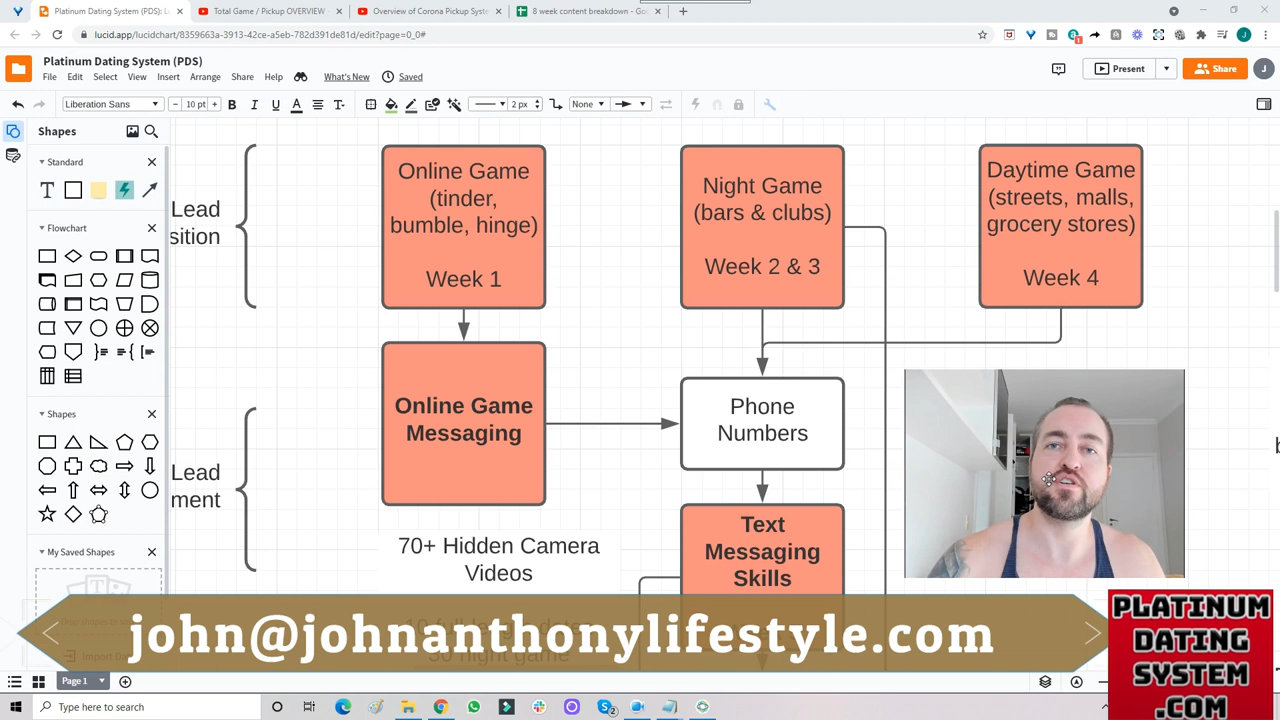 Platinum Dating System (PDS): L
Total Game / Pickup OVERVIEW -
Overview of Corona Pickup Syst
8 week content breakdown - Go
lucid.app/lucidchart/8359663a-3913-42ce-a5eb-782d391de81d/edit?page=0_0#
Platinum Dating System (PDS)
File Edit Select View Insert Arrange Share Help What's New Saved
Present
Share
J
Liberation Sans
10 pt
B I U A T
2 px
None
Shapes
Standard
Flowchart
Shapes
My Saved Shapes
Lead
sition
Online Game
(tinder,
bumble, hinge)
Week 1
Night Game
(bars & clubs)
Week 2 & 3
Daytime Game
(streets, malls,
grocery stores)
Week 4
Lead
ment
Online Game
Messaging
Phone
Numbers
70+ Hidden Camera
Videos
Text
Messaging
Skills
30 night game
john@johnanthonylifestyle.com
PLATINUM
DATING
SYSTEM
.COM
Page 1
Type here to search